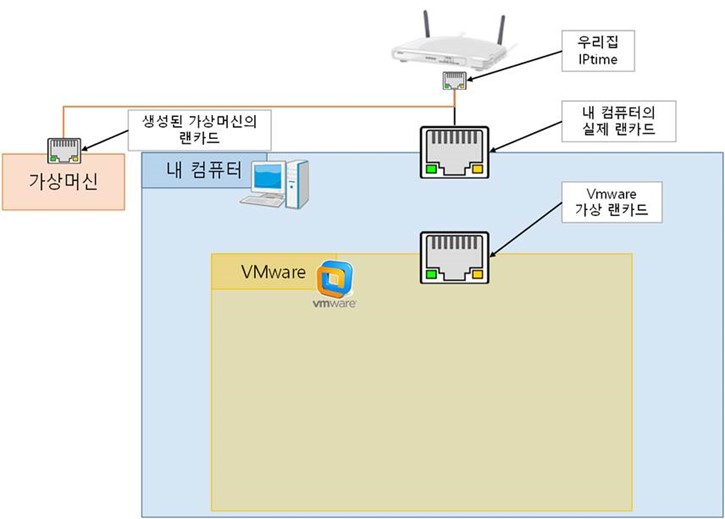 우리집
IPtime
생성된 가상머신의
랜카드
내 컴퓨터의
실제 랜카드
가상머신
내 컴퓨터
Vmware
가상 랜카드
VMware
vmware